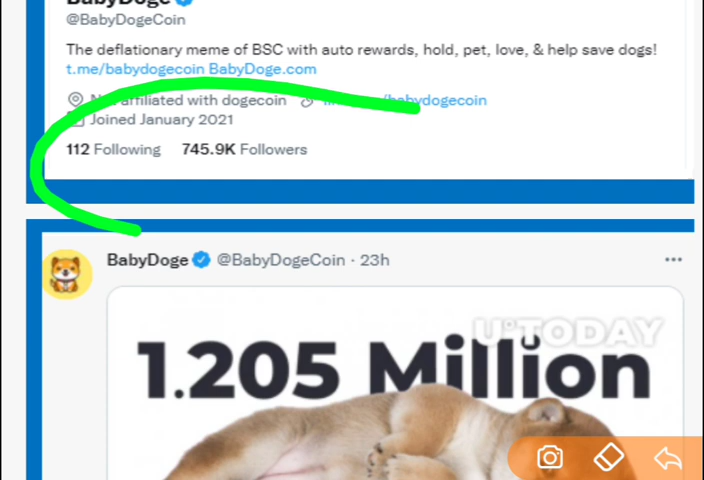 BabyDoge
@BabyDogeCoin
The deflationary meme of BSC with auto rewards, hold, pet, love, & help save dogs!
t.me/babydogecoin BabyDoge.com
affiliated with dogecoin
Joined January 2021
112 Following 745.9K Followers
BabyDoge @BabyDogeCoin · 23h
U·TODAY
1.205 Million